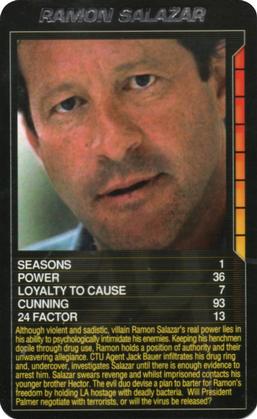 RAMON SALAZAR
SEASONS 1
POWER 36
LOYALTY TO CAUSE 7
CUNNING 93
24 FACTOR 13
Although violent and sadistic, villain Ramon Salazar's real power lies in
his ability to psychologically intimidate his enemies. Keeping his henchmen
docile through drug use, Ramon holds a position of authority and their
unwavering allegiance. CTU Agent Jack Bauer infiltrates his drug ring
and, undercover, investigates Salazar until there is enough evidence to
arrest him. Salazar swears revenge and whilst imprisoned contacts his
younger brother Hector. The evil duo devise a plan to barter for Ramon's
freedom by holding LA hostage with deadly bacteria. Will President
Palmer negotiate with terrorists, or will the virus be released?